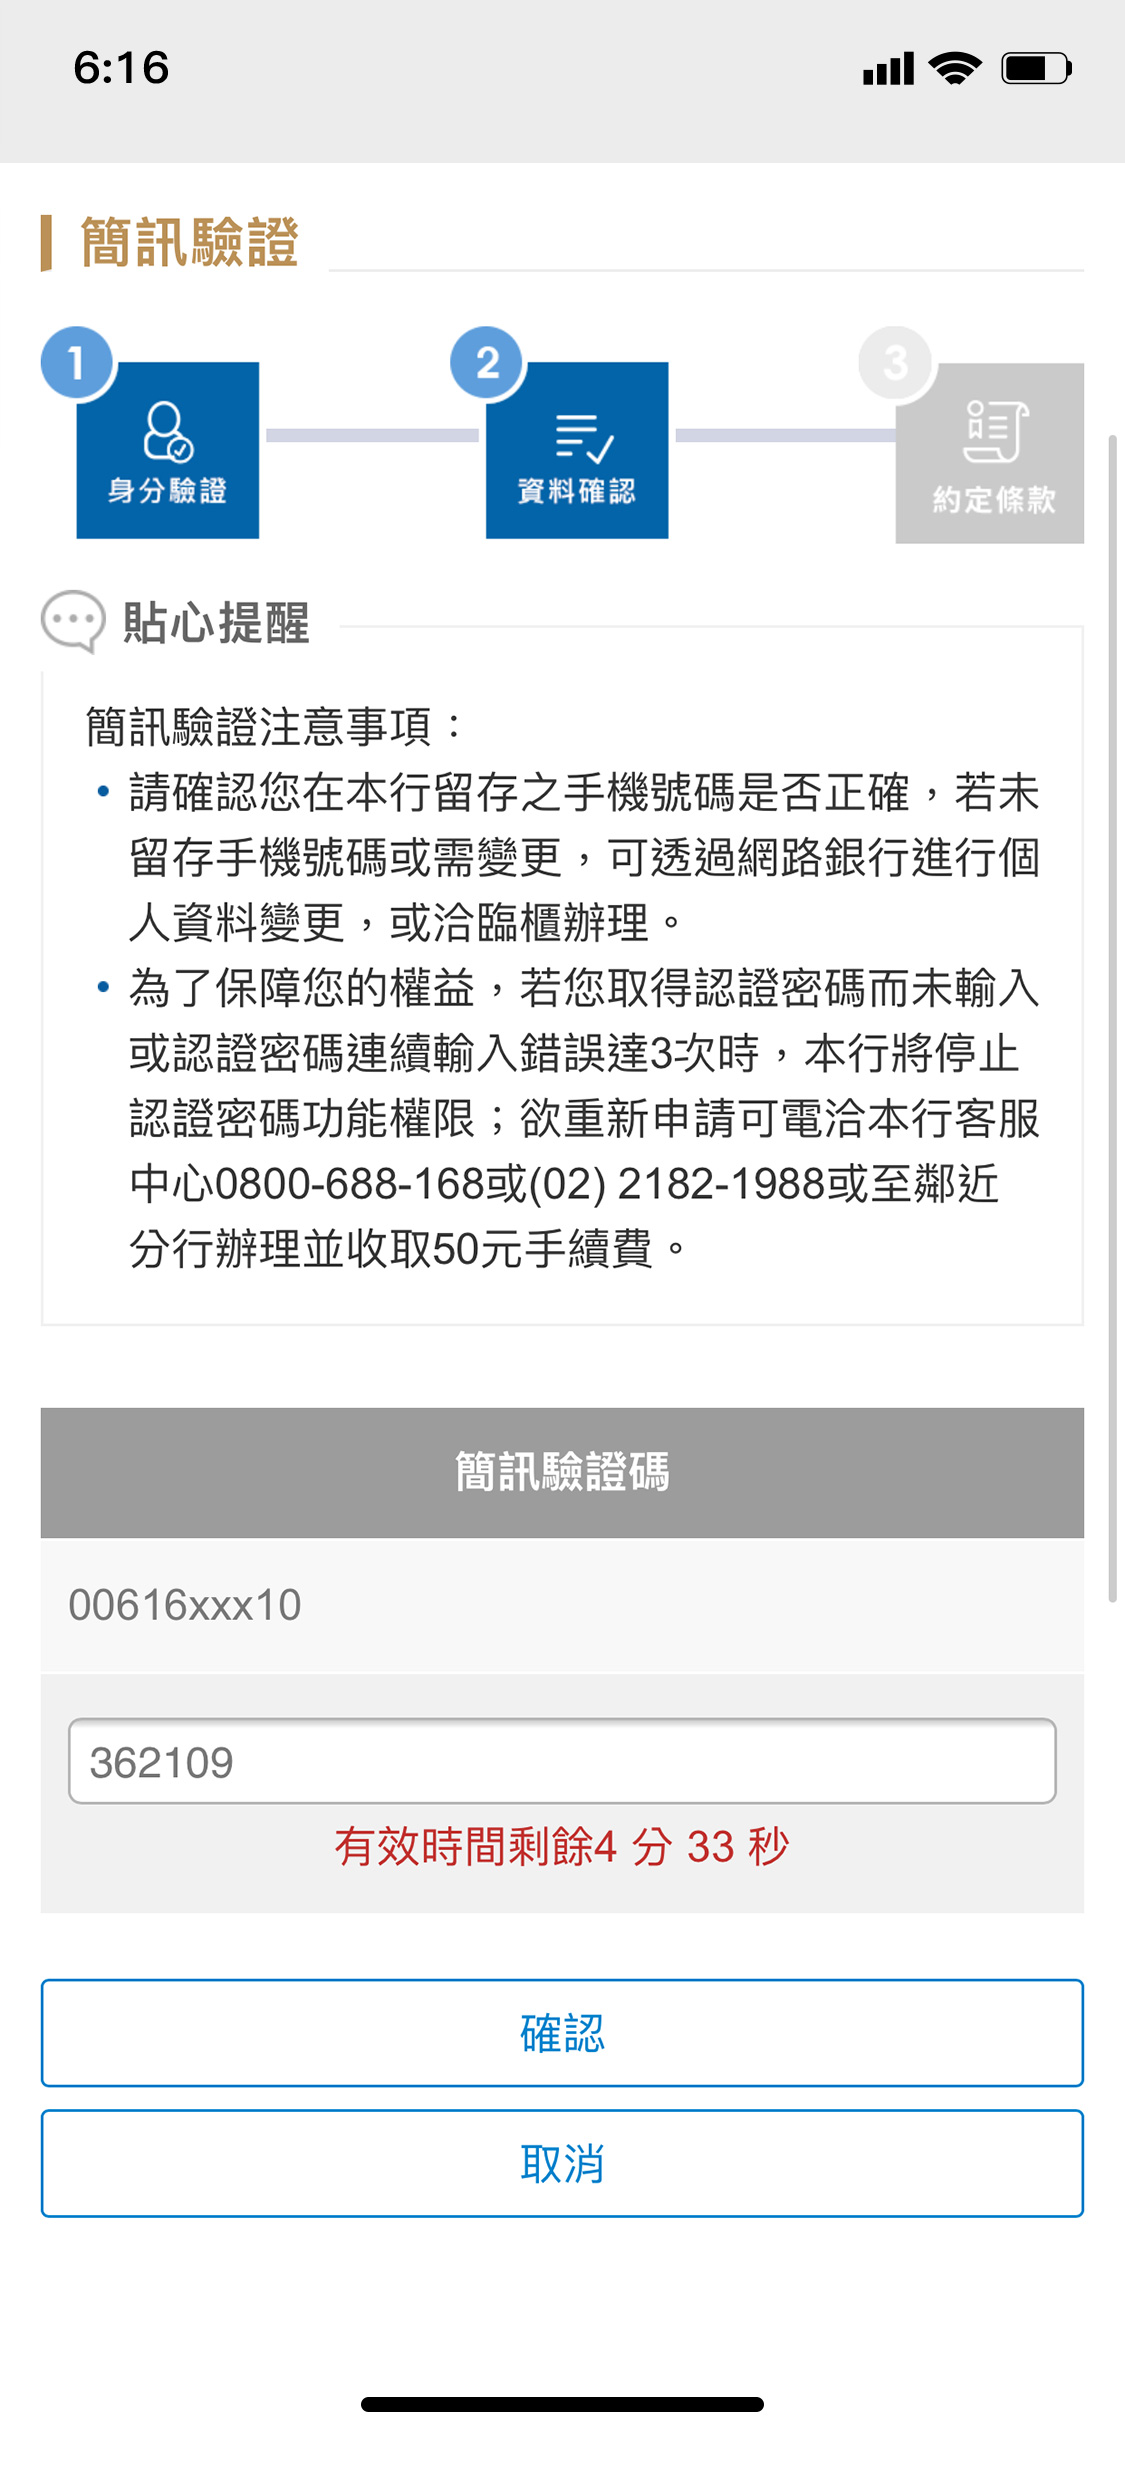 6:16
簡訊驗證
1
2
3
身分驗證
資料確認
約定條款
貼心提醒
簡訊驗證注意事項：
• 請確認您在本行留存之手機號碼是否正確，若未
留存手機號碼或需變更，可透過網路銀行進行個
人資料變更，或洽臨櫃辦理。
• 為了保障您的權益，若您取得認證密碼而未輸入
或認證密碼連續輸入錯誤達3次時，本行將停止
認證密碼功能權限；欲重新申請可電洽本行客服
中心0800-688-168或(02) 2182-1988或至鄰近
分行辦理並收取50元手續費。
簡訊驗證碼
00616xxx10
362109
有效時間剩餘4 分 33 秒
確認
取消